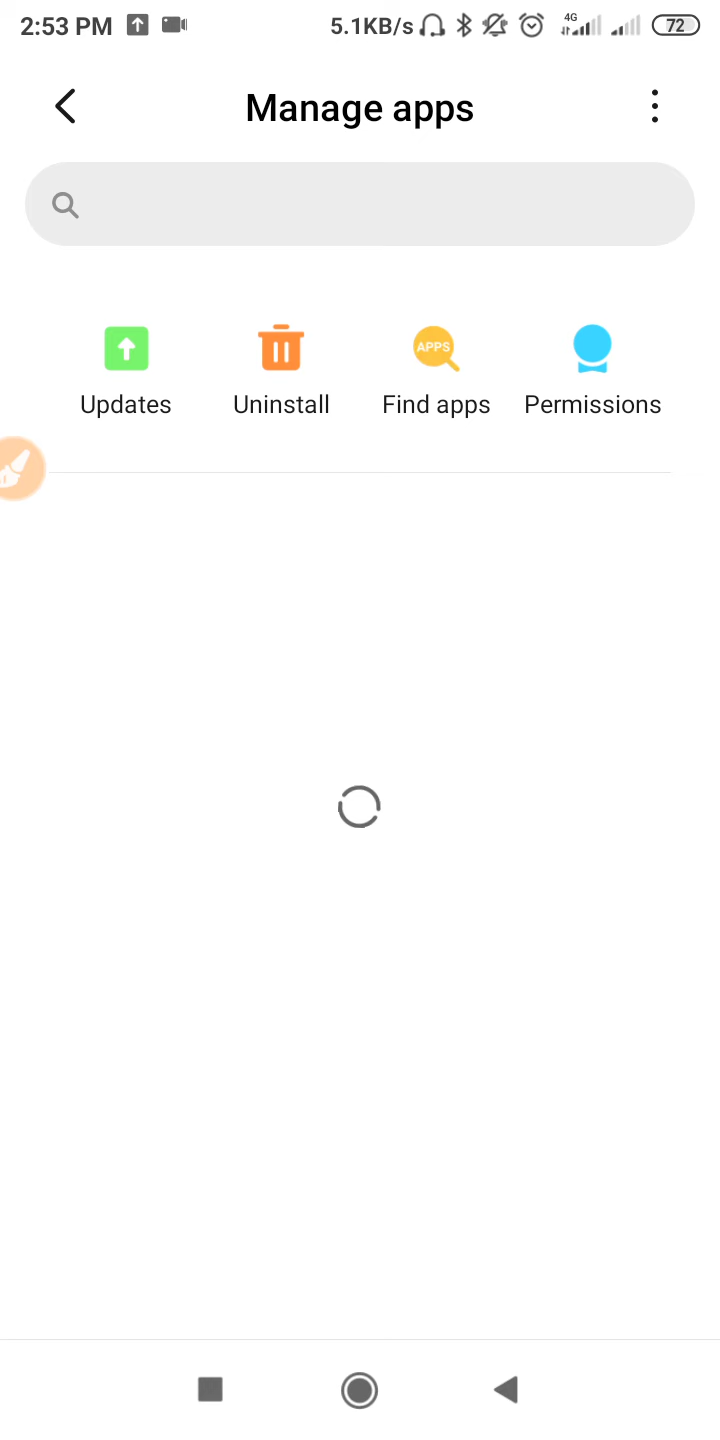 2:53 PM 5.1KB/s 4G 72
Manage apps
APPS
Updates Uninstall Find apps Permissions